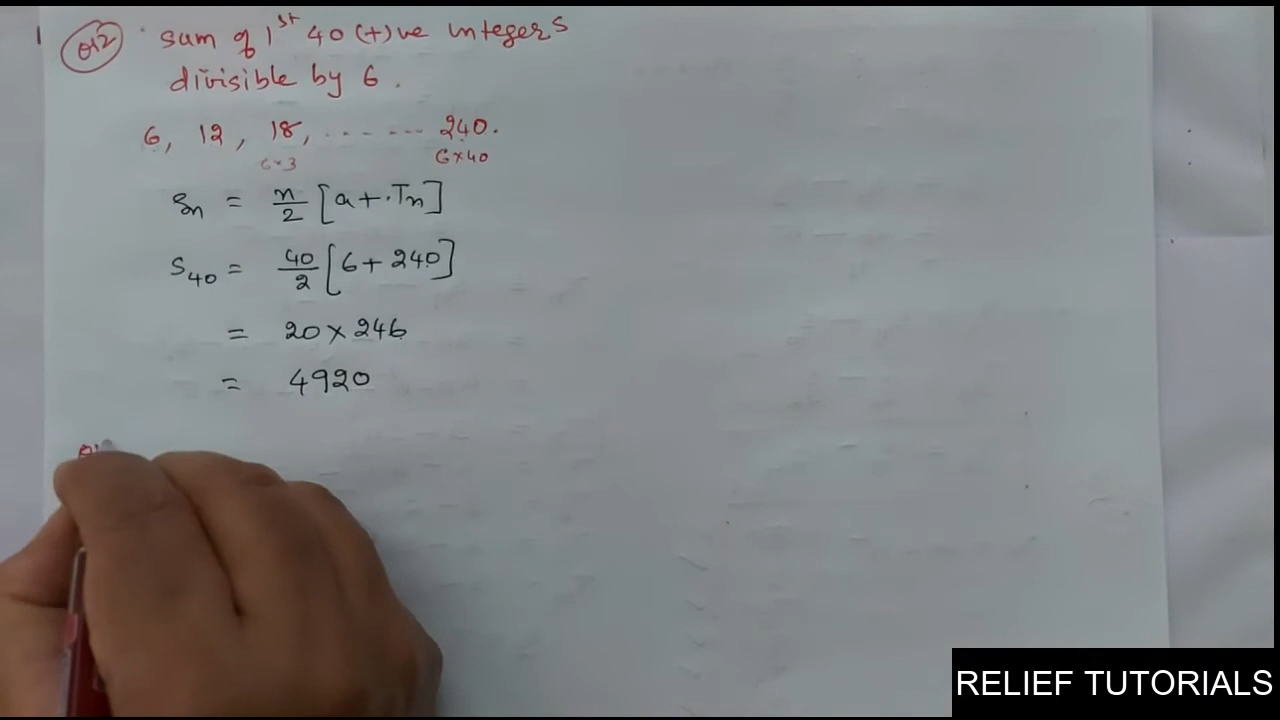 Q12 Sum of 1st 40 (+)ve integers
divisible by 6.
6, 12, 18, ....... 240.
6×3 6×40
Sn = n/2 [a + Tn]
S40 = 40/2 [6 + 240]
= 20 × 246
= 4920
RELIEF TUTORIALS